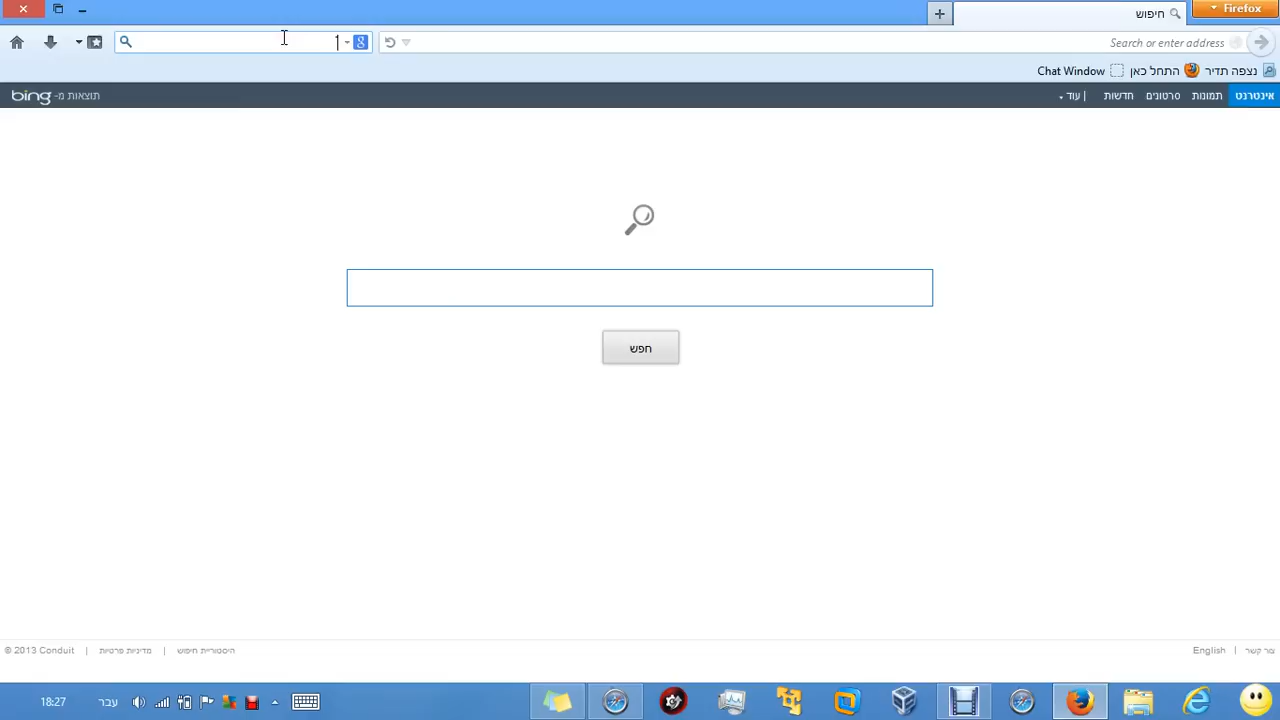 Firefox
חיפוש
Search or enter address
נצפה תדיר
התחל כאן
Chat Window
אינטרנט
תמונות
סרטונים
חדשות
| עוד
תוצאות מ- bing
חפש
צור קשר | English
היסטוריית חיפוש | מדיניות פרטיות | © 2013 Conduit
עבר
18:27